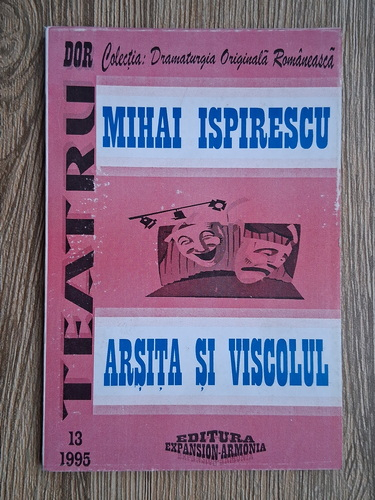 DOR Colecția: Dramaturgia Originală Românească
TEATRU
MIHAI ISPIRESCU
ARȘIȚA ȘI VISCOLUL
13
1995
EDITURA
EXPANSION-ARMONIA